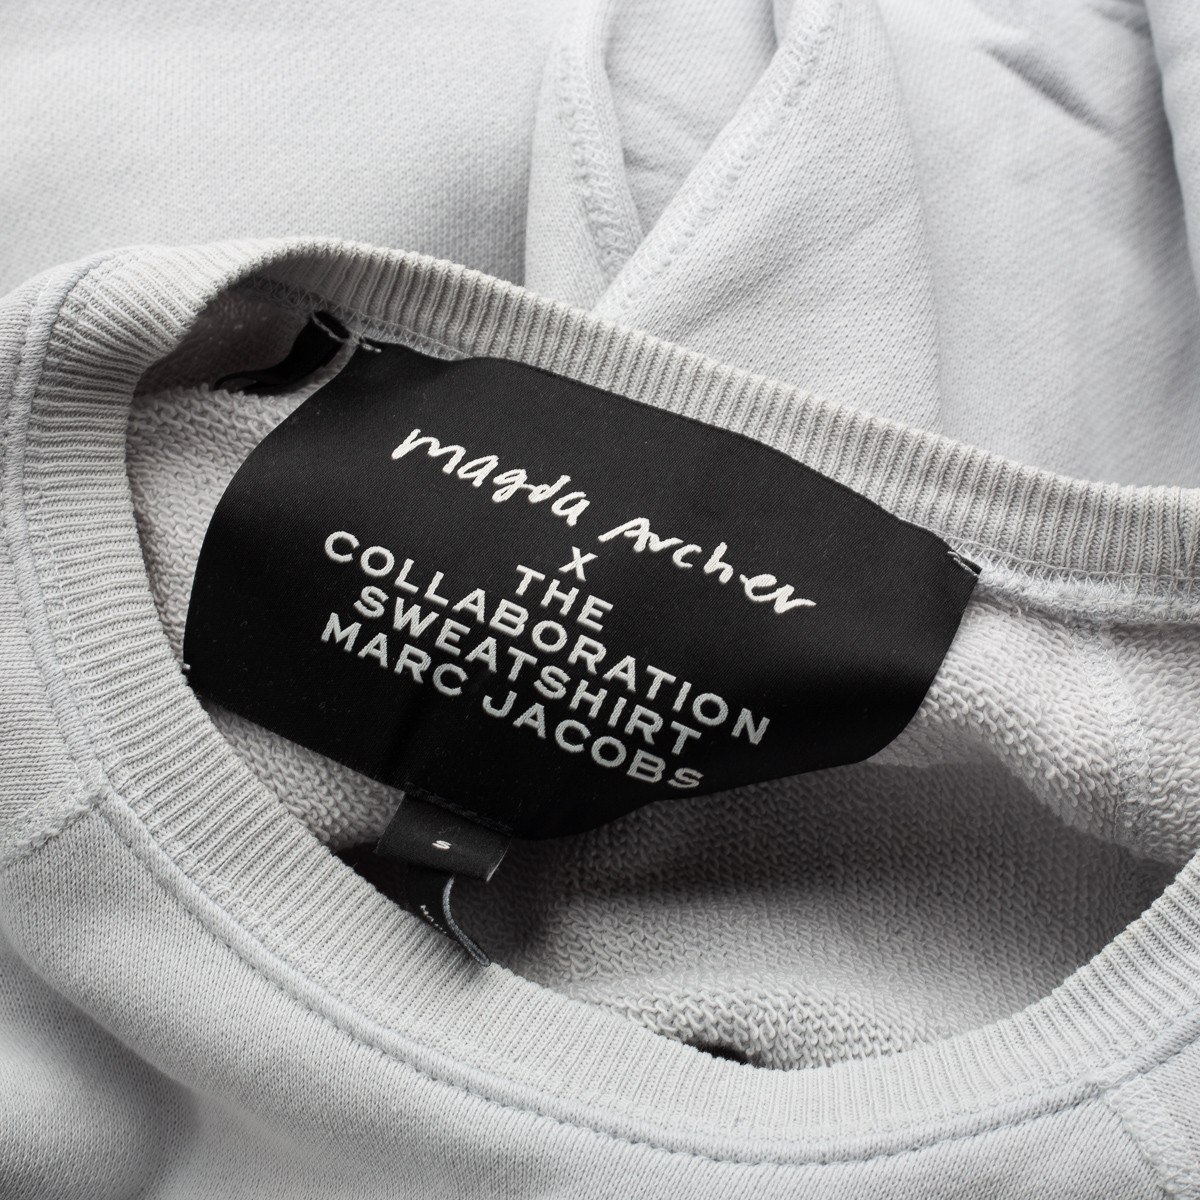 magda Archer
X
THE
COLLABORATION
SWEATSHIRT
MARC JACOBS
S